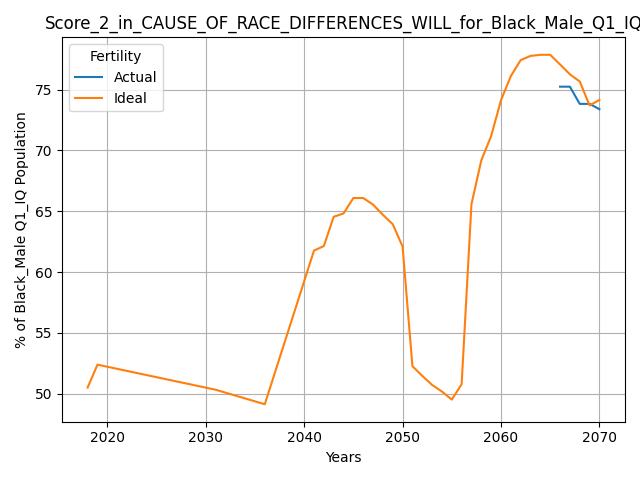 Score_2_in_CAUSE_OF_RACE_DIFFERENCES_WILL_for_Black_Male_Q1_IQ
Fertility
Actual
Ideal
% of Black_Male Q1_IQ Population
75
70
65
60
55
50
2020
2030
2040
2050
2060
2070
Years